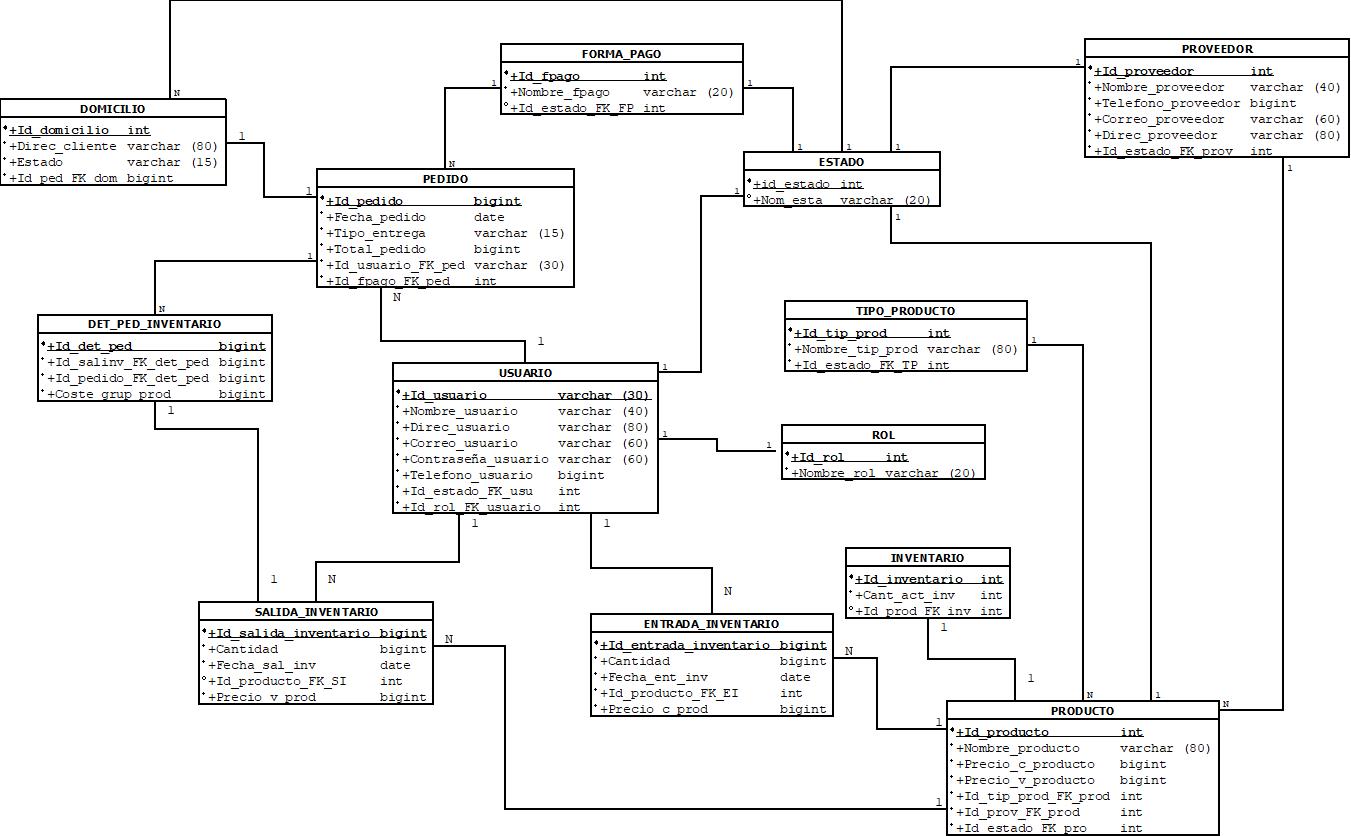 FORMA_PAGO
+Id_fpago int
+Nombre_fpago varchar (20)
+Id_estado_FK_FP int
PROVEEDOR
+Id_proveedor int
+Nombre_proveedor varchar (40)
+Telefono_proveedor bigint
+Correo_proveedor varchar (60)
+Direc_proveedor varchar (80)
+Id_estado_FK_prov int
DOMICILIO
+Id_domicilio int
+Direc_cliente varchar (80)
+Estado varchar (15)
+Id_ped_FK_dom bigint
ESTADO
+id_estado int
+Nom_esta varchar (20)
PEDIDO
+Id_pedido bigint
+Fecha_pedido date
+Tipo_entrega varchar (15)
+Total_pedido bigint
+Id_usuario_FK_ped varchar (30)
+Id_fpago_FK_ped int
DET_PED_INVENTARIO
+Id_det_ped bigint
+Id_salinv_FK_det_ped bigint
+Id_pedido_FK_det_ped bigint
+Coste_grup_prod bigint
TIPO_PRODUCTO
+Id_tip_prod int
+Nombre_tip_prod varchar (80)
+Id_estado_FK_TP int
USUARIO
+Id_usuario varchar (30)
+Nombre_usuario varchar (40)
+Direc_usuario varchar (80)
+Correo_usuario varchar (60)
+Contraseña_usuario varchar (60)
+Telefono_usuario bigint
+Id_estado_FK_usu int
+Id_rol_FK_usuario int
ROL
+Id_rol int
+Nombre_rol varchar (20)
INVENTARIO
+Id_inventario int
+Cant_act_inv int
+Id_prod_FK_inv int
SALIDA_INVENTARIO
+Id_salida_inventario bigint
+Cantidad bigint
+Fecha_sal_inv date
+Id_producto_FK_SI int
+Precio_v_prod bigint
ENTRADA_INVENTARIO
+Id_entrada_inventario bigint
+Cantidad bigint
+Fecha_ent_inv date
+Id_producto_FK_EI int
+Precio_c_prod bigint
PRODUCTO
+Id_producto int
+Nombre_producto varchar (80)
+Precio_c_producto bigint
+Precio_v_producto bigint
+Id_tip_prod_FK_prod int
+Id_prov_FK_prod int
+Id_estado_FK_pro int
N
1
1
1
1
N
1
1
1
1
1
1
1
1
N
1
N
1
1
1
1
1
1
1
1
N
1
N
1
1
N
1
N
1
N
1
1
N
1
N